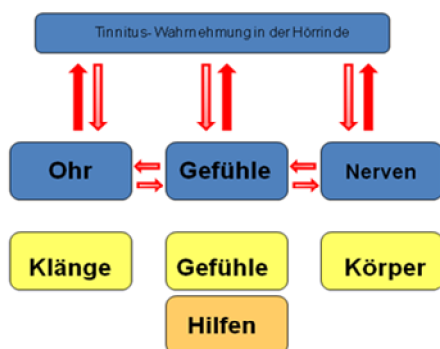 Tinnitus-Wahrnehmung in der Hörrinde
Ohr Gefühle Nerven
Klänge Gefühle Körper
Hilfen